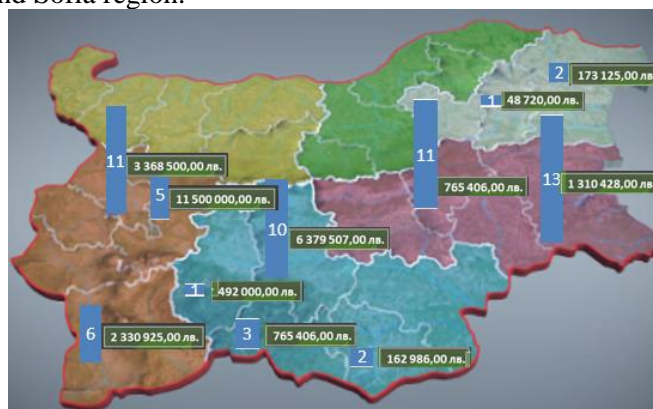 nd Sofia region.
2 173 125,00 лв.
1 48 720,00 лв.
11 3 368 500,00 лв.
11 765 406,00 лв.
13 1 310 428,00 лв.
5 11 500 000,00 лв.
10 6 379 507,00 лв.
1 492 000,00 лв.
6 2 330 925,00 лв.
3 765 406,00 лв.
2 162 986,00 лв.